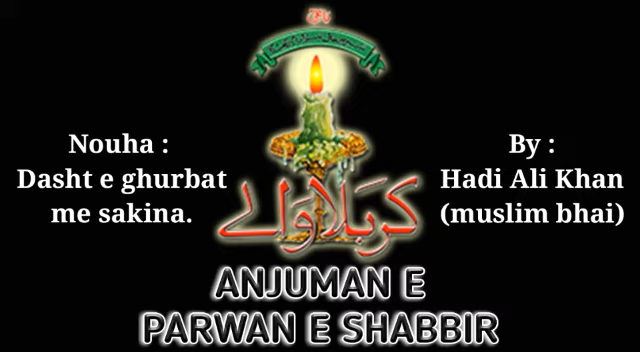 Nouha :
Dasht e ghurbat
me sakina.
By :
Hadi Ali Khan
(muslim bhai)
کربلا والے
ANJUMAN E
PARWAN E SHABBIR